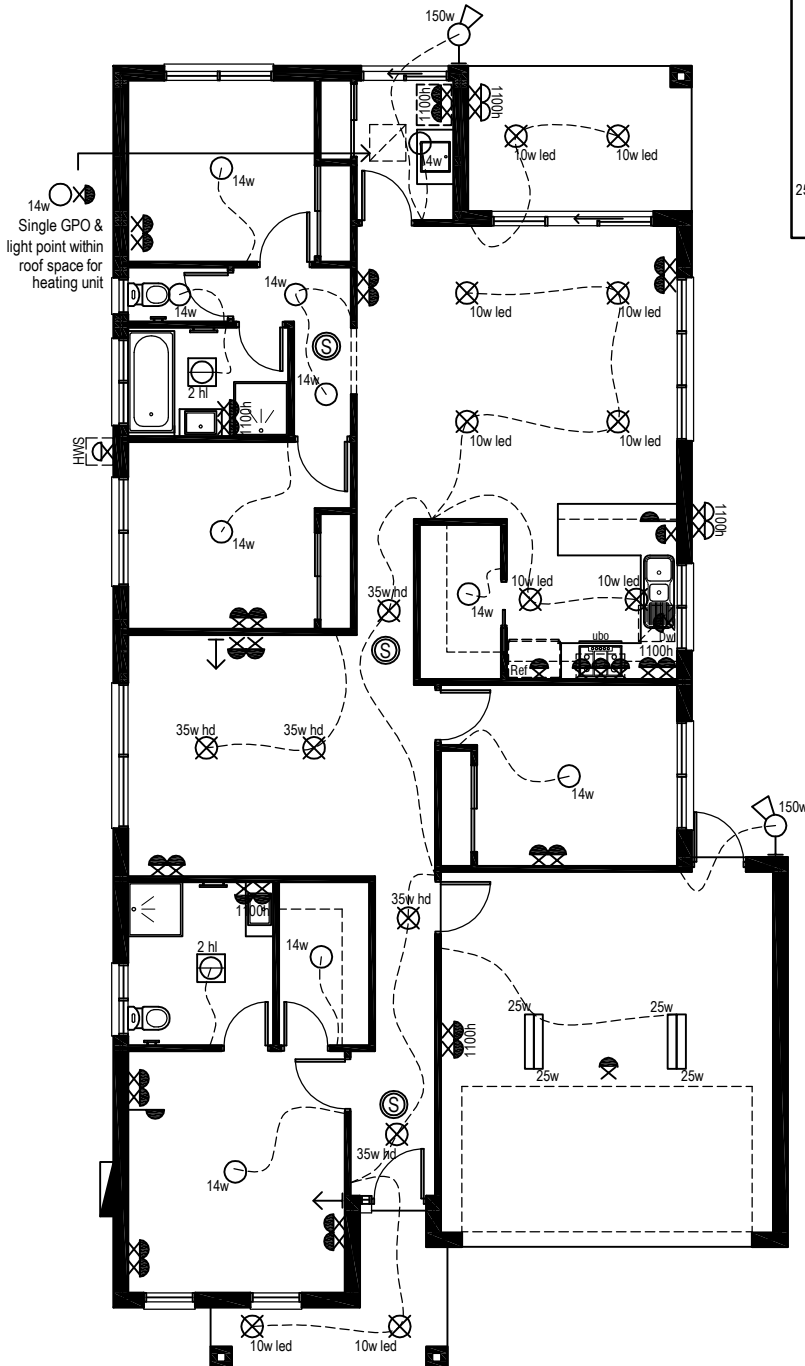 150w
25
1100h
1100h
14w
10w led
10w led
14w
14w
Single GPO &
light point within
roof space for
heating unit
14w
14w
10w led
10w led
S
2 hl
14w
1100h
10w led
10w led
HWS
1100h
14w
35w hd
14w
10w led
10w led
S
ubo
Dwl
1100h
Ref
35w hd
35w hd
14w
150w
1100h
35w hd
2 hl
14w
1100h
25w
25w
25w
25w
S
35w hd
14w
10w led
10w led